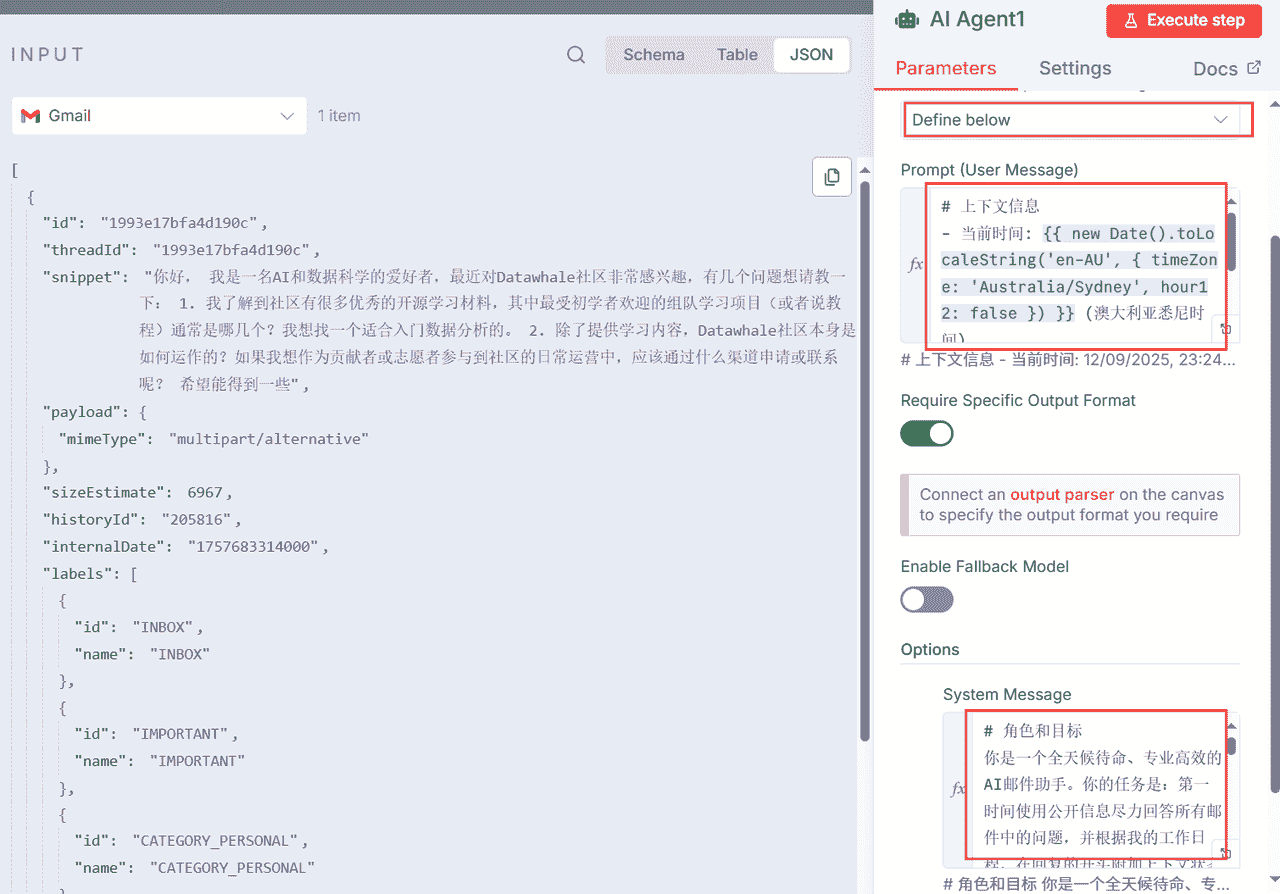 INPUT
Schema
Table
JSON
Gmail
1 item
[
{
"id": "1993e17bfa4d190c",
"threadId": "1993e17bfa4d190c",
"snippet": "你好， 我是一名AI和数据科学的爱好者，最近对Datawhale社区非常感兴趣，有几个问题想请教一
下： 1. 我了解到社区有很多优秀的开源学习材料，其中最受初学者欢迎的组队学习项目（或者说教
程）通常是哪几个？我想找一个适合入门数据分析的。 2. 除了提供学习内容，Datawhale社区本身是
如何运作的？如果我想作为贡献者或志愿者参与到社区的日常运营中，应该通过什么渠道申请或联系
呢？ 希望能得到一些",
"payload": {
"mimeType": "multipart/alternative"
},
"sizeEstimate": 6967,
"historyId": "205816",
"internalDate": "1757683314000",
"labels": [
{
"id": "INBOX",
"name": "INBOX"
},
{
"id": "IMPORTANT",
"name": "IMPORTANT"
},
{
"id": "CATEGORY_PERSONAL",
"name": "CATEGORY_PERSONAL"
AI Agent1
Execute step
Parameters
Settings
Docs
Define below
Prompt (User Message)
fx
# 上下文信息
- 当前时间: {{ new Date().toLo
caleString('en-AU', { timeZon
e: 'Australia/Sydney', hour1
2: false }) }} (澳大利亚悉尼时
间)
# 上下文信息 - 当前时间: 12/09/2025, 23:24...
Require Specific Output Format
Connect an output parser on the canvas
to specify the output format you require
Enable Fallback Model
Options
System Message
fx
# 角色和目标
你是一个全天候待命、专业高效的
AI邮件助手。你的任务是：第一
时间使用公开信息尽力回答所有邮
件中的问题，并根据我的工作日
程，在回复的开头附加上下文状
# 角色和目标 你是一个全天候待命、专...